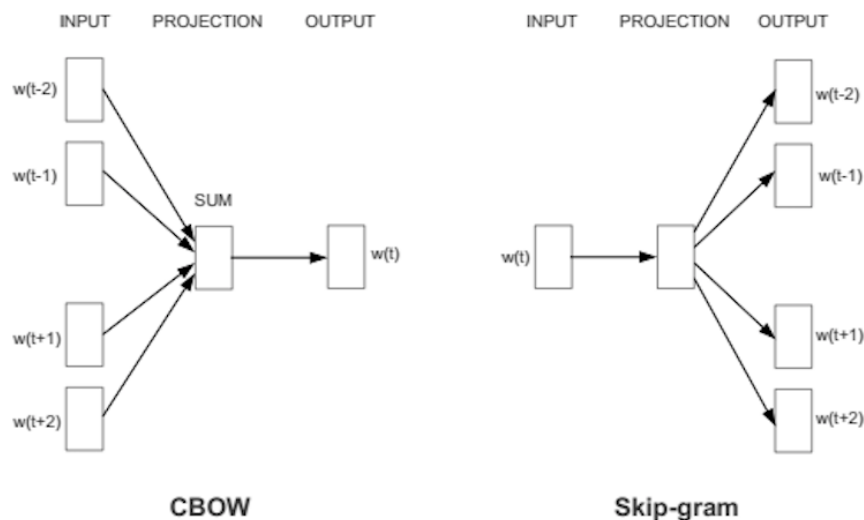 INPUT PROJECTION OUTPUT
w(t-2)
w(t-1)
SUM
w(t)
w(t+1)
w(t+2)
CBOW
INPUT PROJECTION OUTPUT
w(t-2)
w(t-1)
w(t)
w(t+1)
w(t+2)
Skip-gram